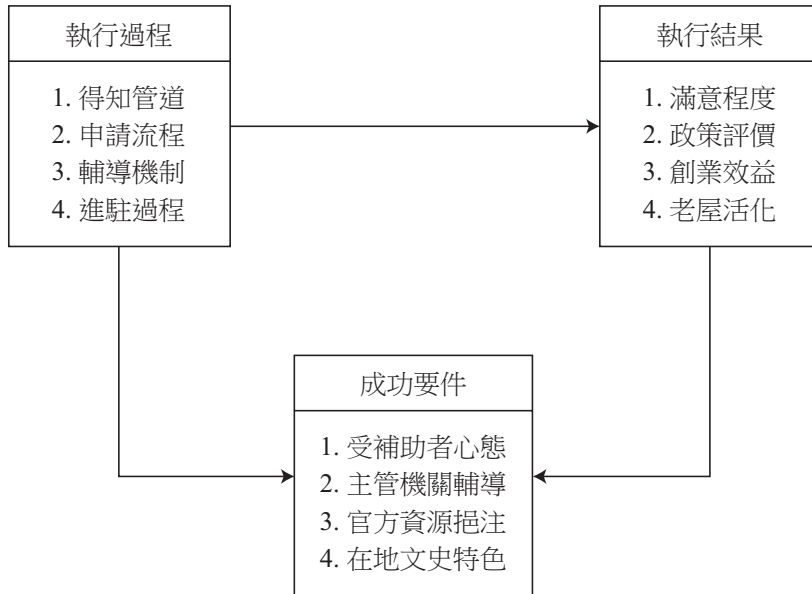 執行過程
1. 得知管道
2. 申請流程
3. 輔導機制
4. 進駐過程
執行結果
1. 滿意程度
2. 政策評價
3. 創業效益
4. 老屋活化
成功要件
1. 受補助者心態
2. 主管機關輔導
3. 官方資源挹注
4. 在地文史特色